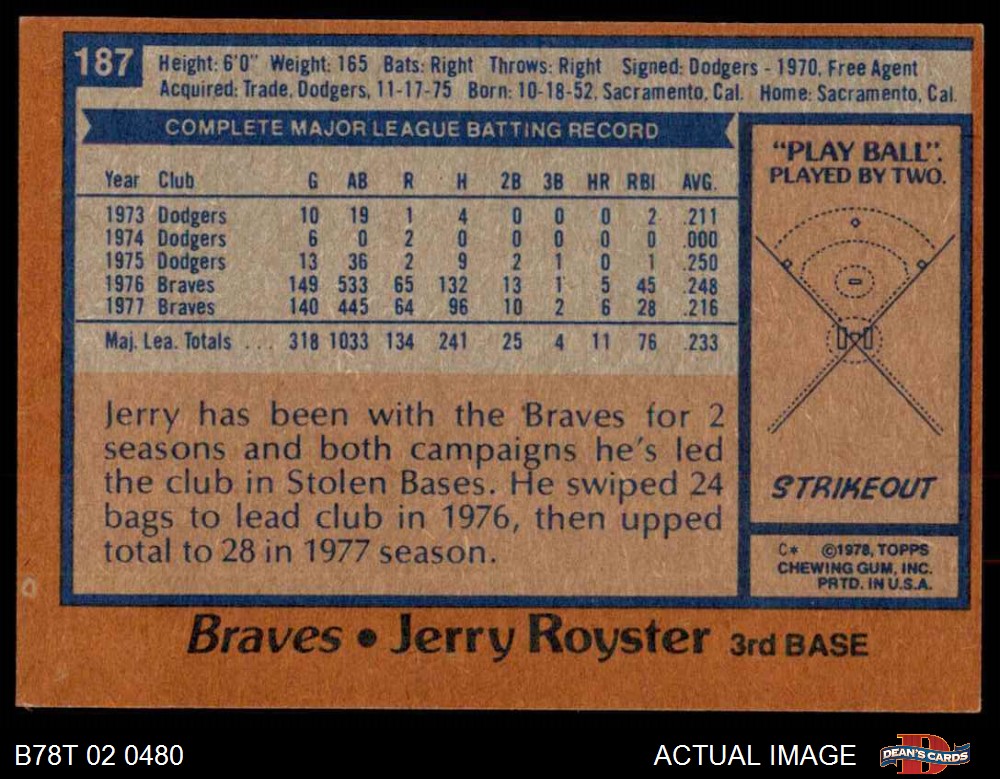 187
Height: 6'0" Weight: 165 Bats: Right Throws: Right Signed: Dodgers - 1970, Free Agent
Acquired: Trade, Dodgers, 11-17-75 Born: 10-18-52, Sacramento, Cal. Home: Sacramento, Cal.
COMPLETE MAJOR LEAGUE BATTING RECORD
Year Club G AB R H 2B 3B HR RBI AVG.
1973 Dodgers 10 19 1 4 0 0 0 2 .211
1974 Dodgers 6 0 2 0 0 0 0 0 .000
1975 Dodgers 13 36 2 9 2 1 0 1 .250
1976 Braves 149 533 65 132 13 1 5 45 .248
1977 Braves 140 445 64 96 10 2 6 28 .216
Maj. Lea. Totals ... 318 1033 134 241 25 4 11 76 .233
Jerry has been with the Braves for 2
seasons and both campaigns he's led
the club in Stolen Bases. He swiped 24
bags to lead club in 1976, then upped
total to 28 in 1977 season.
"PLAY BALL".
PLAYED BY TWO.
STRIKEOUT
C* ©1978, TOPPS
CHEWING GUM, INC.
PRTD. IN U.S.A.
Braves • Jerry Royster 3rd BASE
B78T 02 0480
ACTUAL IMAGE
D
DEAN'S CARDS